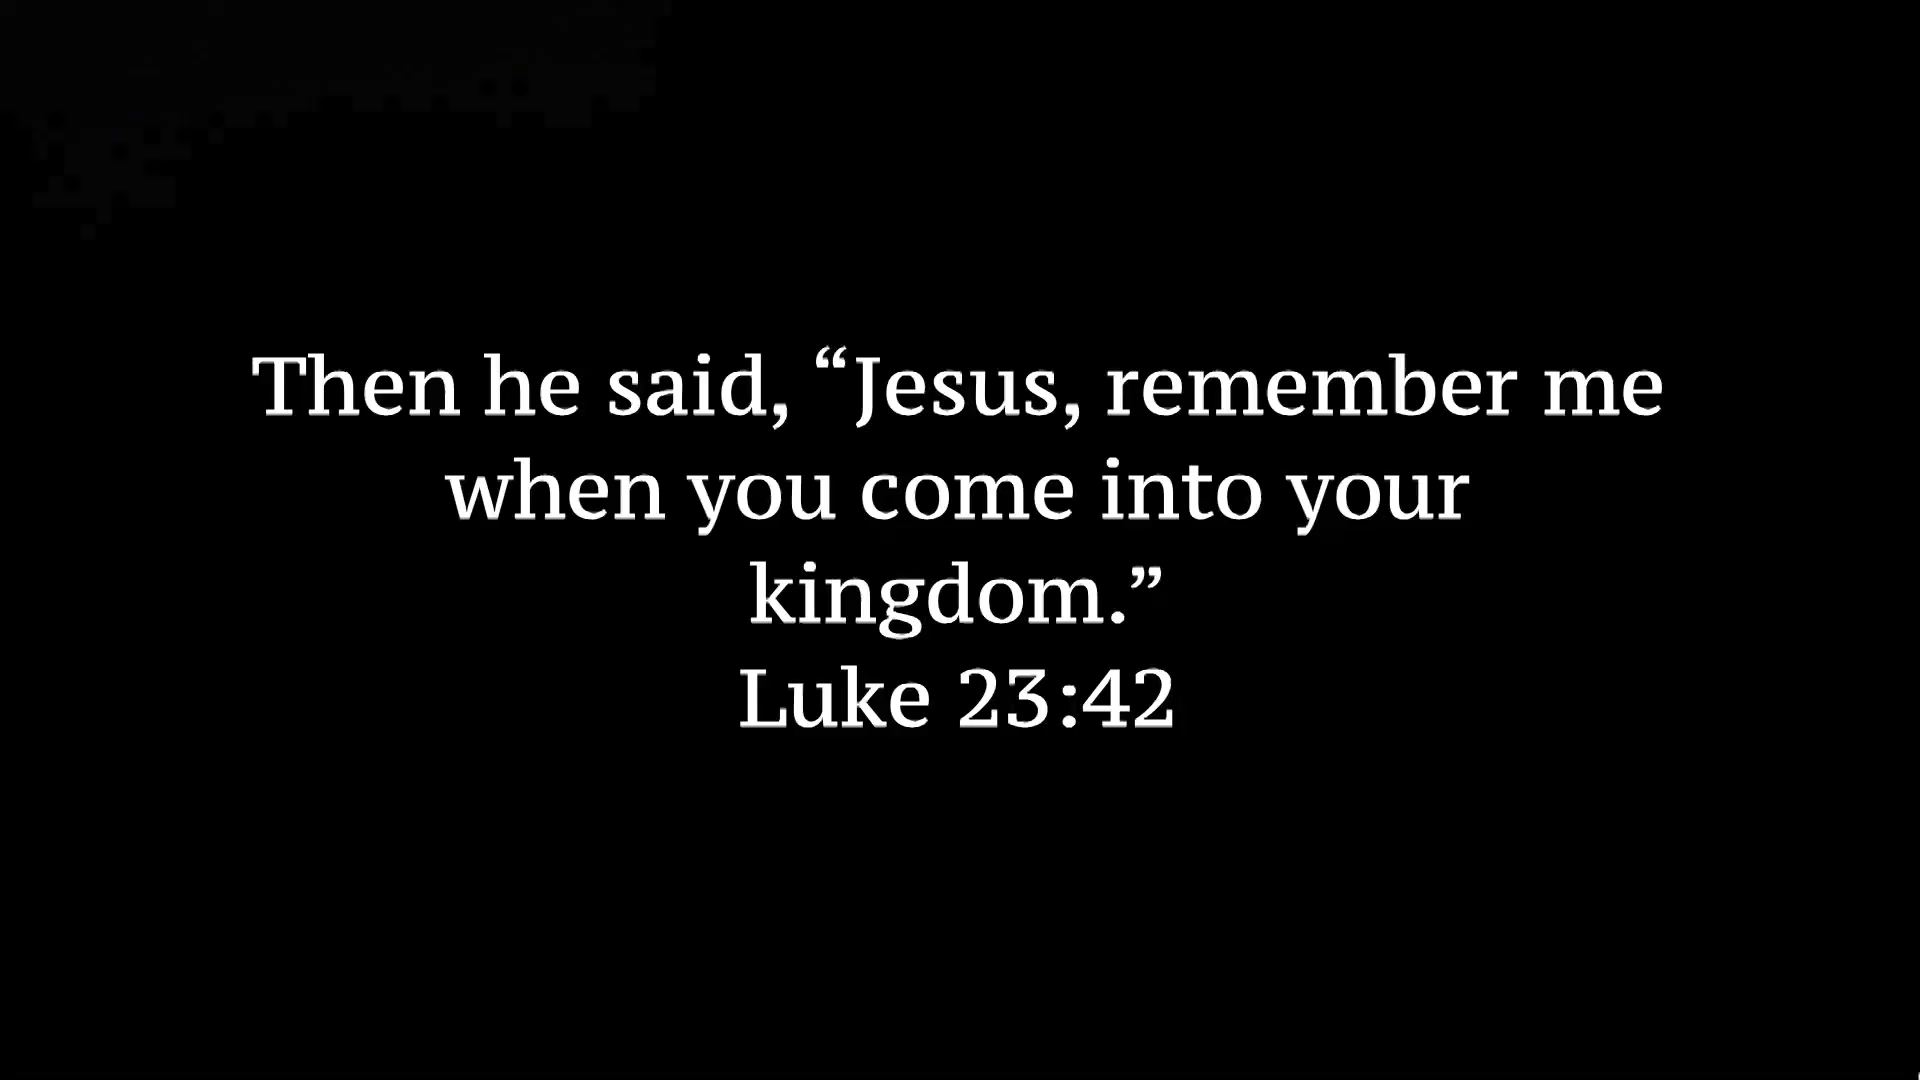 Then he said, “Jesus, remember me
when you come into your
kingdom.”
Luke 23:42